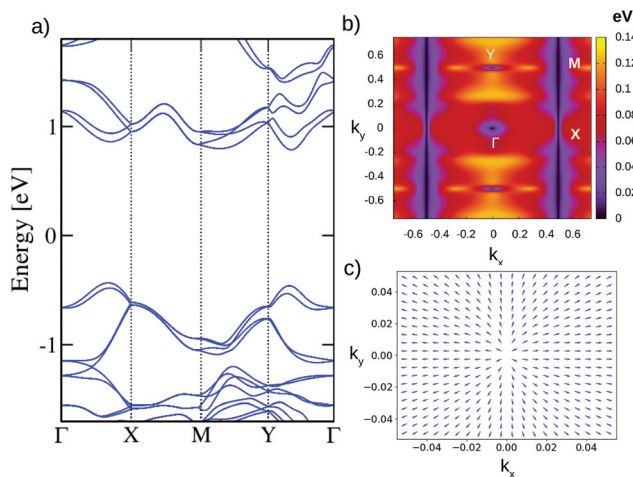 a)
Energy [eV]
1
0
-1
Γ X M Y Γ
b)
eV
k_y
0.6
0.4
0.2
0
-0.2
-0.4
-0.6
Y
M
Γ
X
-0.6 -0.4 -0.2 0 0.2 0.4 0.6
k_x
0.14
0.12
0.1
0.08
0.06
0.04
0.02
0
c)
k_y
0.04
0.02
0.00
−0.02
−0.04
−0.04 −0.02 0.00 0.02 0.04
k_x